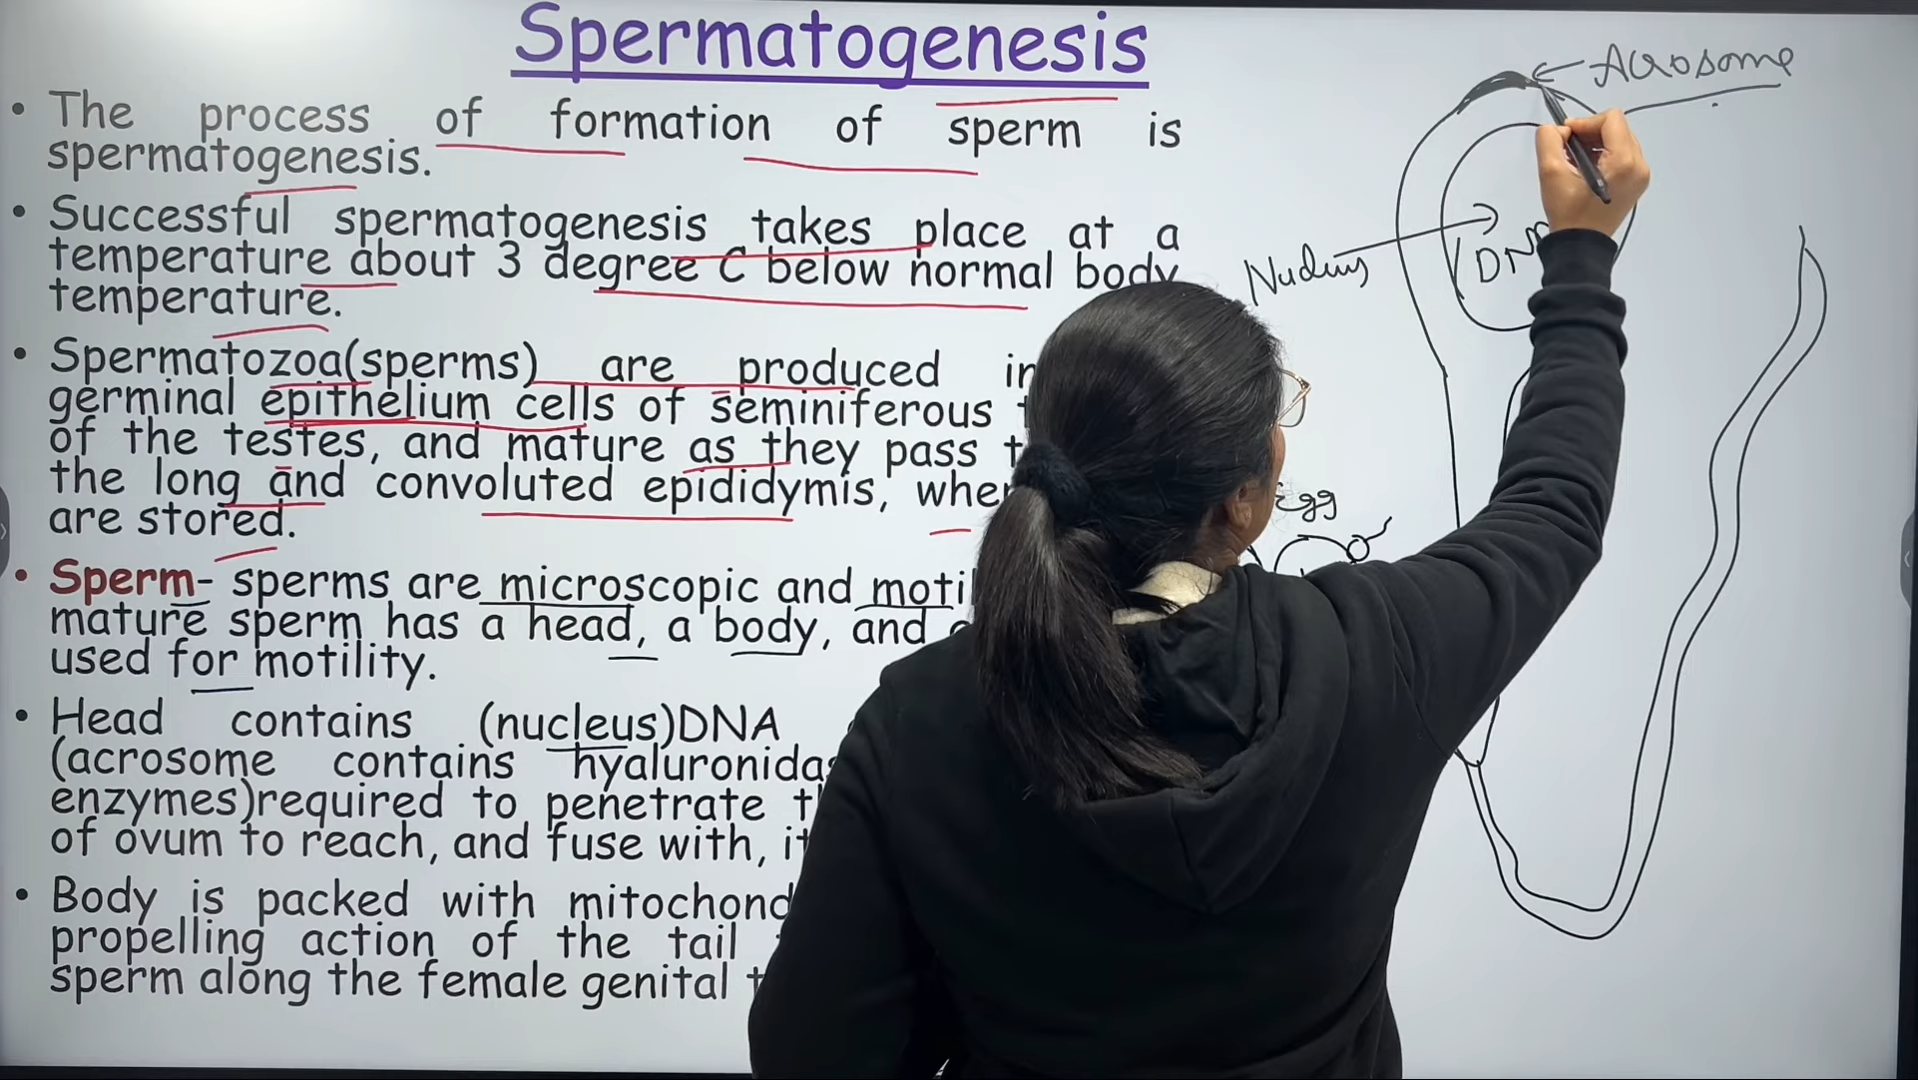 Spermatogenesis
• The process of formation of sperm is
spermatogenesis.
• Successful spermatogenesis takes place at a
temperature about 3 degree C below normal body
temperature.
• Spermatozoa(sperms) are produced in
germinal epithelium cells of seminiferous
of the testes, and mature as they pass
the long and convoluted epididymis,
are stored.
• Sperm- sperms are microscopic and
mature sperm has a head, a body, and
used for motility.
• Head contains (nucleus)DNA
(acrosome contains
enzymes)required to penetrate
of ovum to reach, and fuse with,
• Body is packed with
propelling action of the tail
sperm along the female genital
Acrosome
Nucleus
Egg